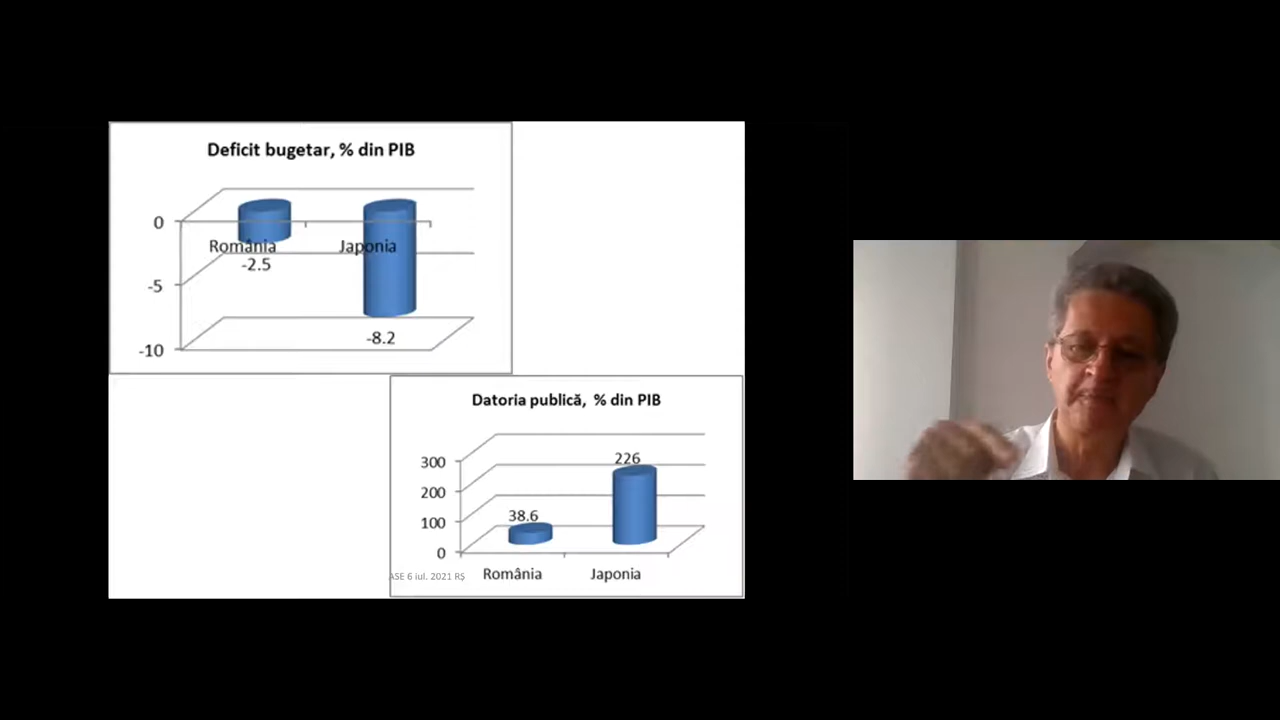 Deficit bugetar, % din PIB
0
România
Japonia
-2.5
-5
-8.2
-10
Datoria publică, % din PIB
300
226
200
38.6
100
0
România
Japonia
ASE 6 iul. 2021 RȘ